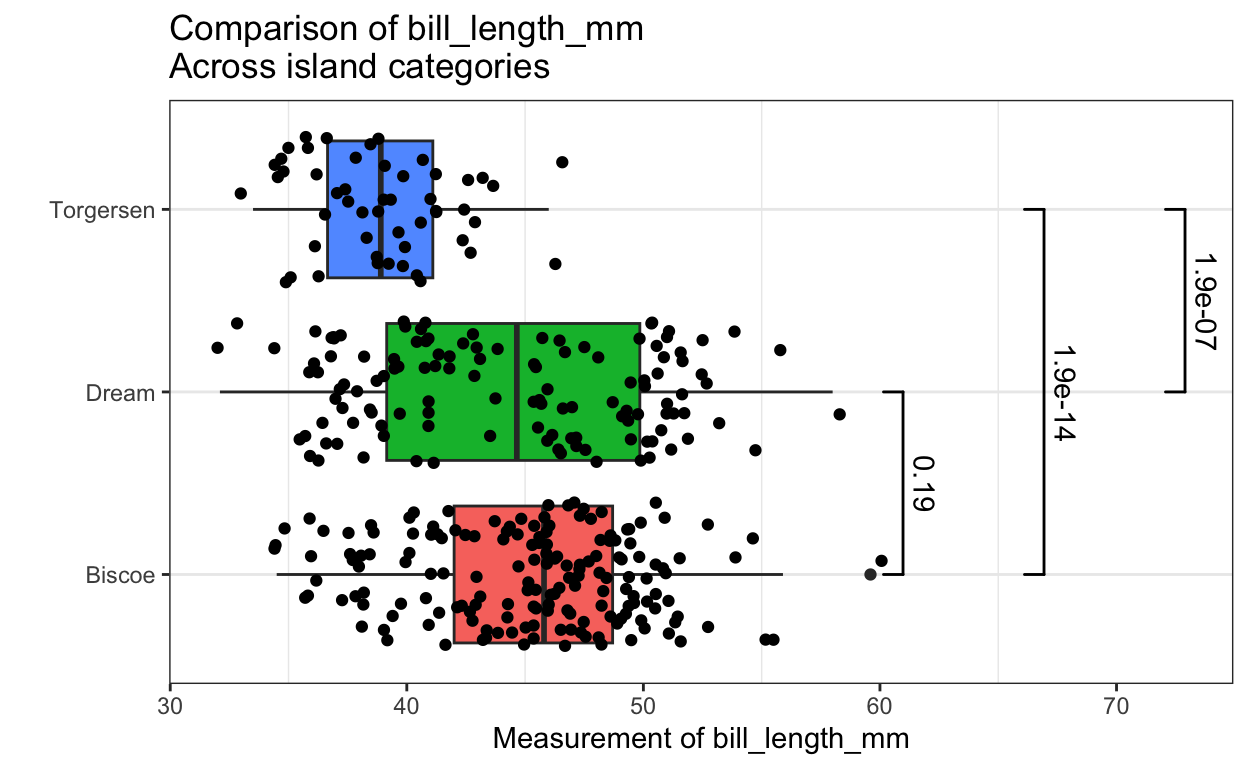 Comparison of bill_length_mm
Across island categories
Torgersen
Dream
Biscoe
1.9e-07
1.9e-14
0.19
30 40 50 60 70
Measurement of bill_length_mm